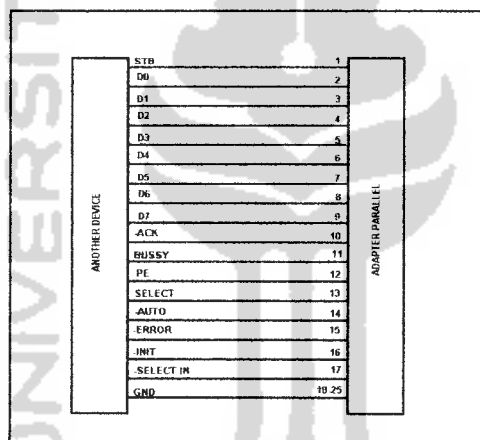 UNIVERSIT
ANOTHER DEVICE
STB 1
D0 2
D1 3
D2 4
D3 5
D4 6
D5 7
D6 8
D7 9
-ACK 10
BUSSY 11
PE 12
SELECT 13
-AUTO 14
-ERROR 15
-INIT 16
-SELECT IN 17
GND 18-25
ADAPTER PARALLEL